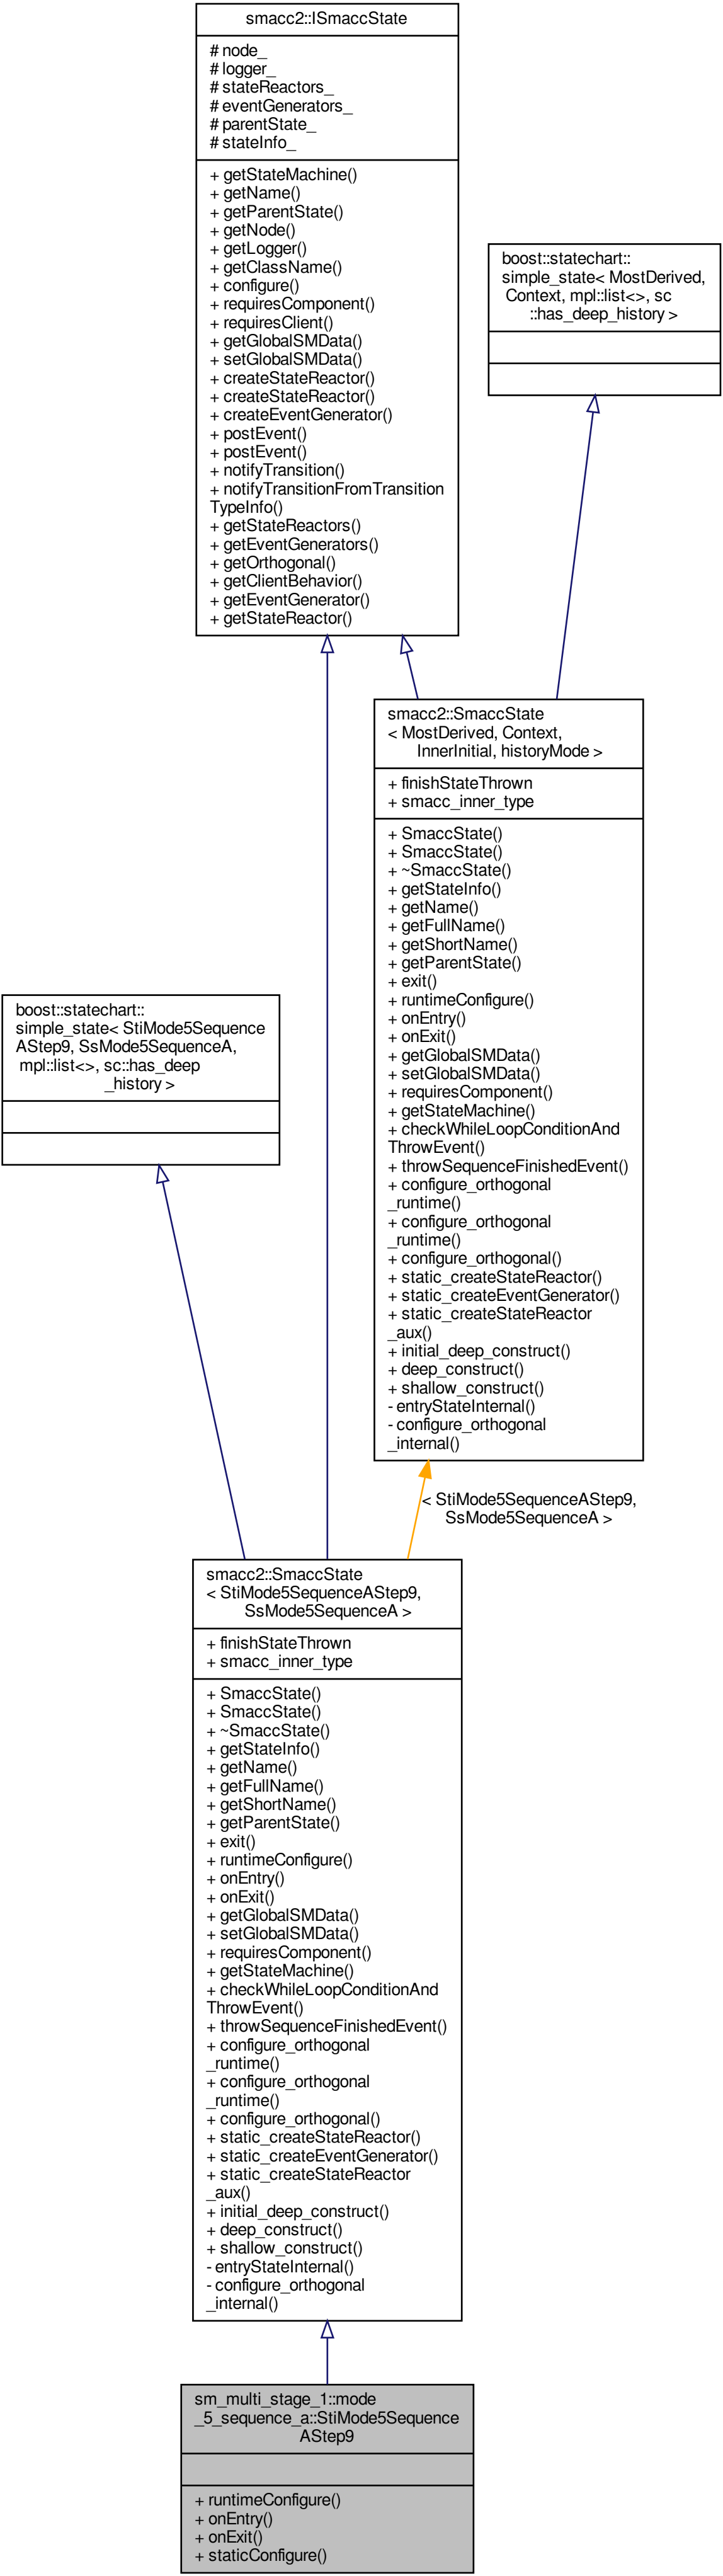 smacc2::ISmaccState
# node_
# logger_
# stateReactors_
# eventGenerators_
# parentState_
# stateInfo_
+ getStateMachine()
+ getName()
+ getParentState()
+ getNode()
+ getLogger()
+ getClassName()
+ configure()
+ requiresComponent()
+ requiresClient()
+ getGlobalSMData()
+ setGlobalSMData()
+ createStateReactor()
+ createStateReactor()
+ createEventGenerator()
+ postEvent()
+ postEvent()
+ notifyTransition()
+ notifyTransitionFromTransition
TypeInfo()
+ getStateReactors()
+ getEventGenerators()
+ getOrthogonal()
+ getClientBehavior()
+ getEventGenerator()
+ getStateReactor()
boost::statechart::
simple_state< MostDerived,
Context, mpl::list<>, sc
::has_deep_history >
smacc2::SmaccState
< MostDerived, Context,
InnerInitial, historyMode >
+ finishStateThrown
+ smacc_inner_type
+ SmaccState()
+ SmaccState()
+ ~SmaccState()
+ getStateInfo()
+ getName()
+ getFullName()
+ getShortName()
+ getParentState()
+ exit()
+ runtimeConfigure()
+ onEntry()
+ onExit()
+ getGlobalSMData()
+ setGlobalSMData()
+ requiresComponent()
+ getStateMachine()
+ checkWhileLoopConditionAnd
ThrowEvent()
+ throwSequenceFinishedEvent()
+ configure_orthogonal
_runtime()
+ configure_orthogonal
_runtime()
+ configure_orthogonal()
+ static_createStateReactor()
+ static_createEventGenerator()
+ static_createStateReactor
_aux()
+ initial_deep_construct()
+ deep_construct()
+ shallow_construct()
- entryStateInternal()
- configure_orthogonal
_internal()
boost::statechart::
simple_state< StiMode5Sequence
AStep9, SsMode5SequenceA,
mpl::list<>, sc::has_deep
_history >
< StiMode5SequenceAStep9,
SsMode5SequenceA >
smacc2::SmaccState
< StiMode5SequenceAStep9,
SsMode5SequenceA >
+ finishStateThrown
+ smacc_inner_type
+ SmaccState()
+ SmaccState()
+ ~SmaccState()
+ getStateInfo()
+ getName()
+ getFullName()
+ getShortName()
+ getParentState()
+ exit()
+ runtimeConfigure()
+ onEntry()
+ onExit()
+ getGlobalSMData()
+ setGlobalSMData()
+ requiresComponent()
+ getStateMachine()
+ checkWhileLoopConditionAnd
ThrowEvent()
+ throwSequenceFinishedEvent()
+ configure_orthogonal
_runtime()
+ configure_orthogonal
_runtime()
+ configure_orthogonal()
+ static_createStateReactor()
+ static_createEventGenerator()
+ static_createStateReactor
_aux()
+ initial_deep_construct()
+ deep_construct()
+ shallow_construct()
- entryStateInternal()
- configure_orthogonal
_internal()
sm_multi_stage_1::mode
_5_sequence_a::StiMode5Sequence
AStep9
+ runtimeConfigure()
+ onEntry()
+ onExit()
+ staticConfigure()